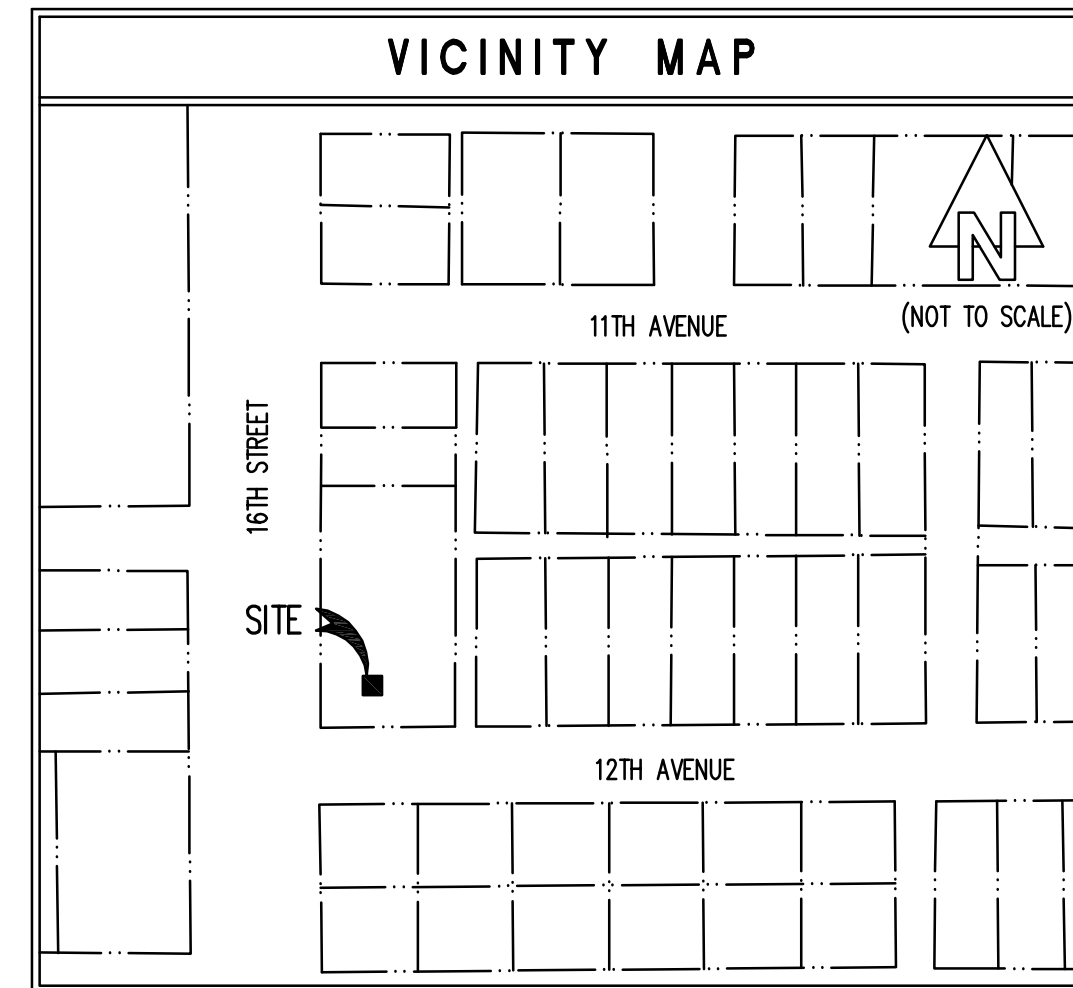 VICINITY MAP
N
(NOT TO SCALE)
11TH AVENUE
16TH STREET
SITE
12TH AVENUE